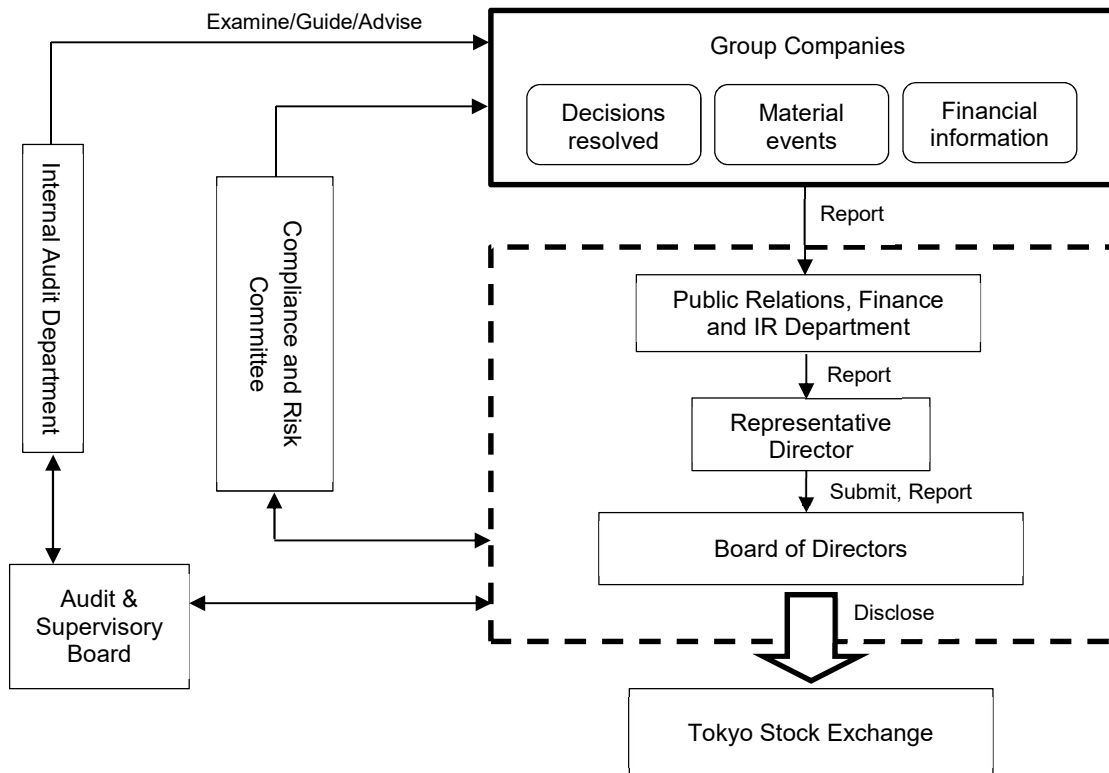 Examine/Guide/Advise
Group Companies
Decisions
resolved
Material
events
Financial
information
Internal Audit Department
Compliance and Risk
Committee
Report
Public Relations, Finance
and IR Department
Report
Representative
Director
Submit, Report
Board of Directors
Audit &
Supervisory
Board
Disclose
Tokyo Stock Exchange